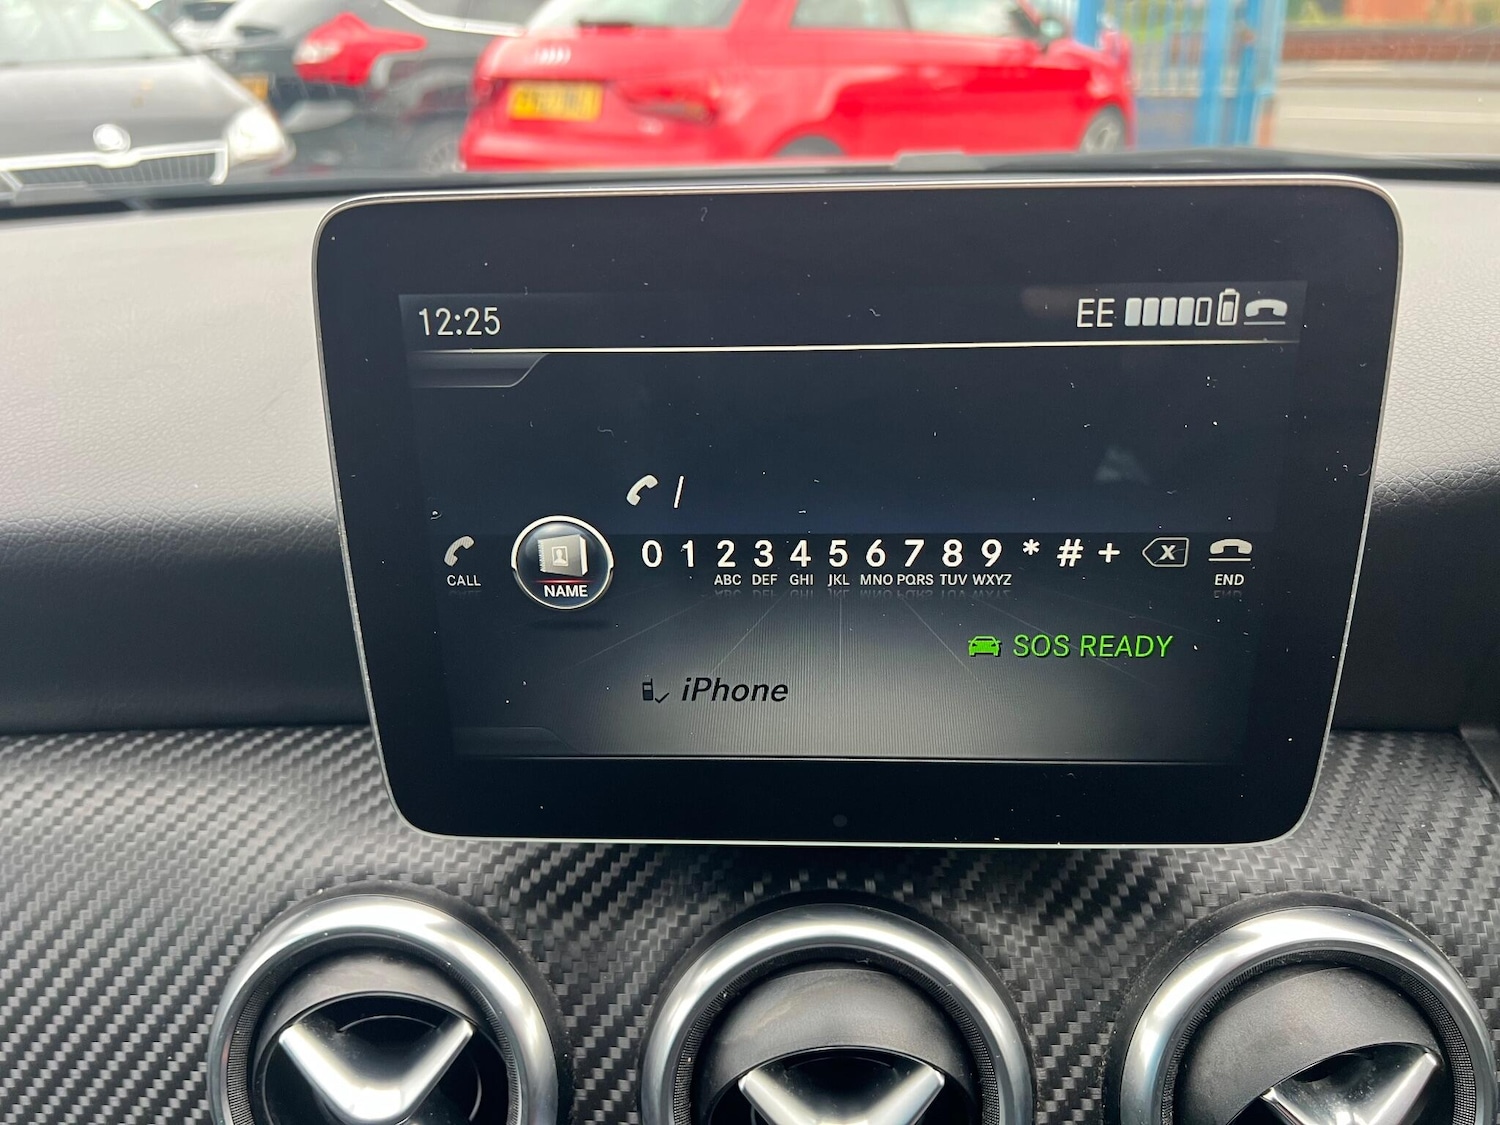 12:25 EE
CALL NAME 0 1 2 3 4 5 6 7 8 9 * # + X END
ABC DEF GHI JKL MNO PQRS TUV WXYZ
SOS READY
iPhone